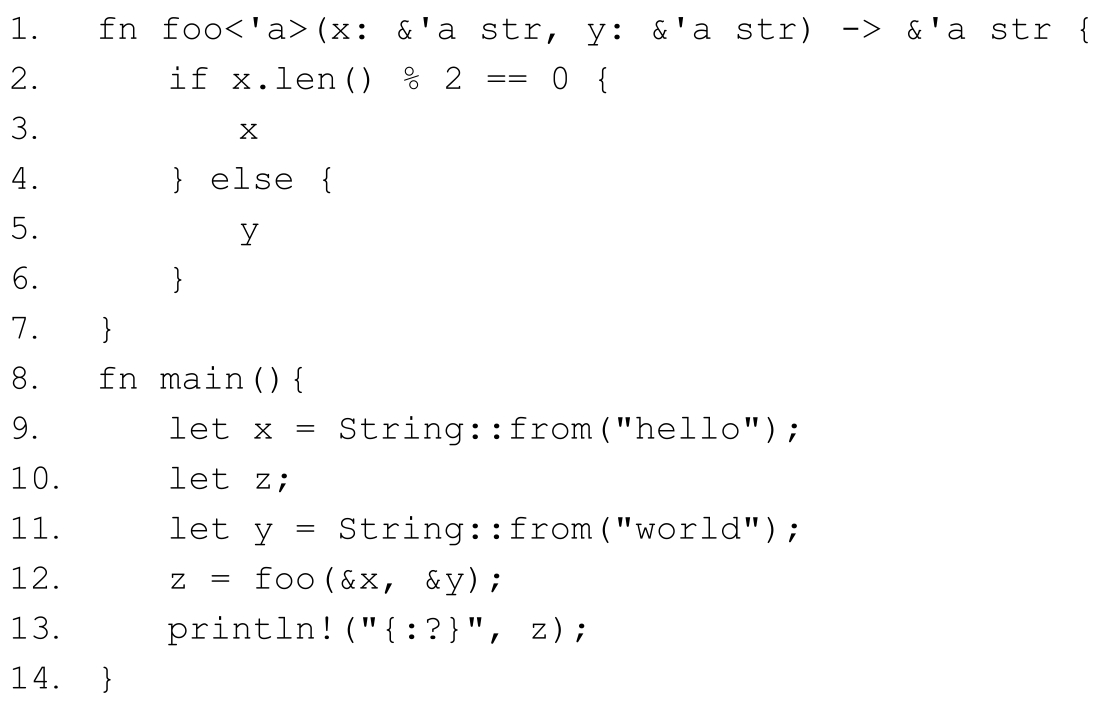 1. fn foo<'a>(x: &'a str, y: &'a str) -> &'a str {
2. if x.len() % 2 == 0 {
3. x
4. } else {
5. y
6. }
7. }
8. fn main(){
9. let x = String::from("hello");
10. let z;
11. let y = String::from("world");
12. z = foo(&x, &y);
13. println!("{:?}", z);
14. }